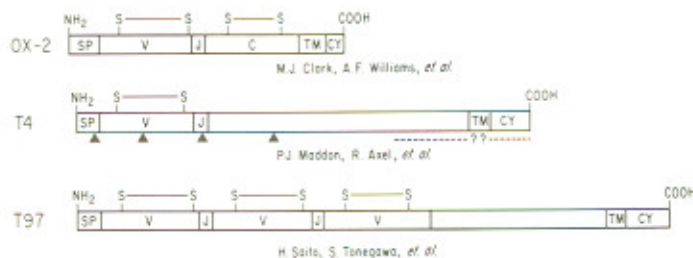 NH2 S S S S COOH
OX-2 SP V J C TM CY
M.J. Clark, A.F. Williams, et al.
NH2 S S COOH
T4 SP V J TM CY
? ?
P.J. Maddon, R. Axel, et al.
NH2 S S S S S S COOH
T97 SP V J V J V TM CY
H. Saito, S. Tonegawa, et al.